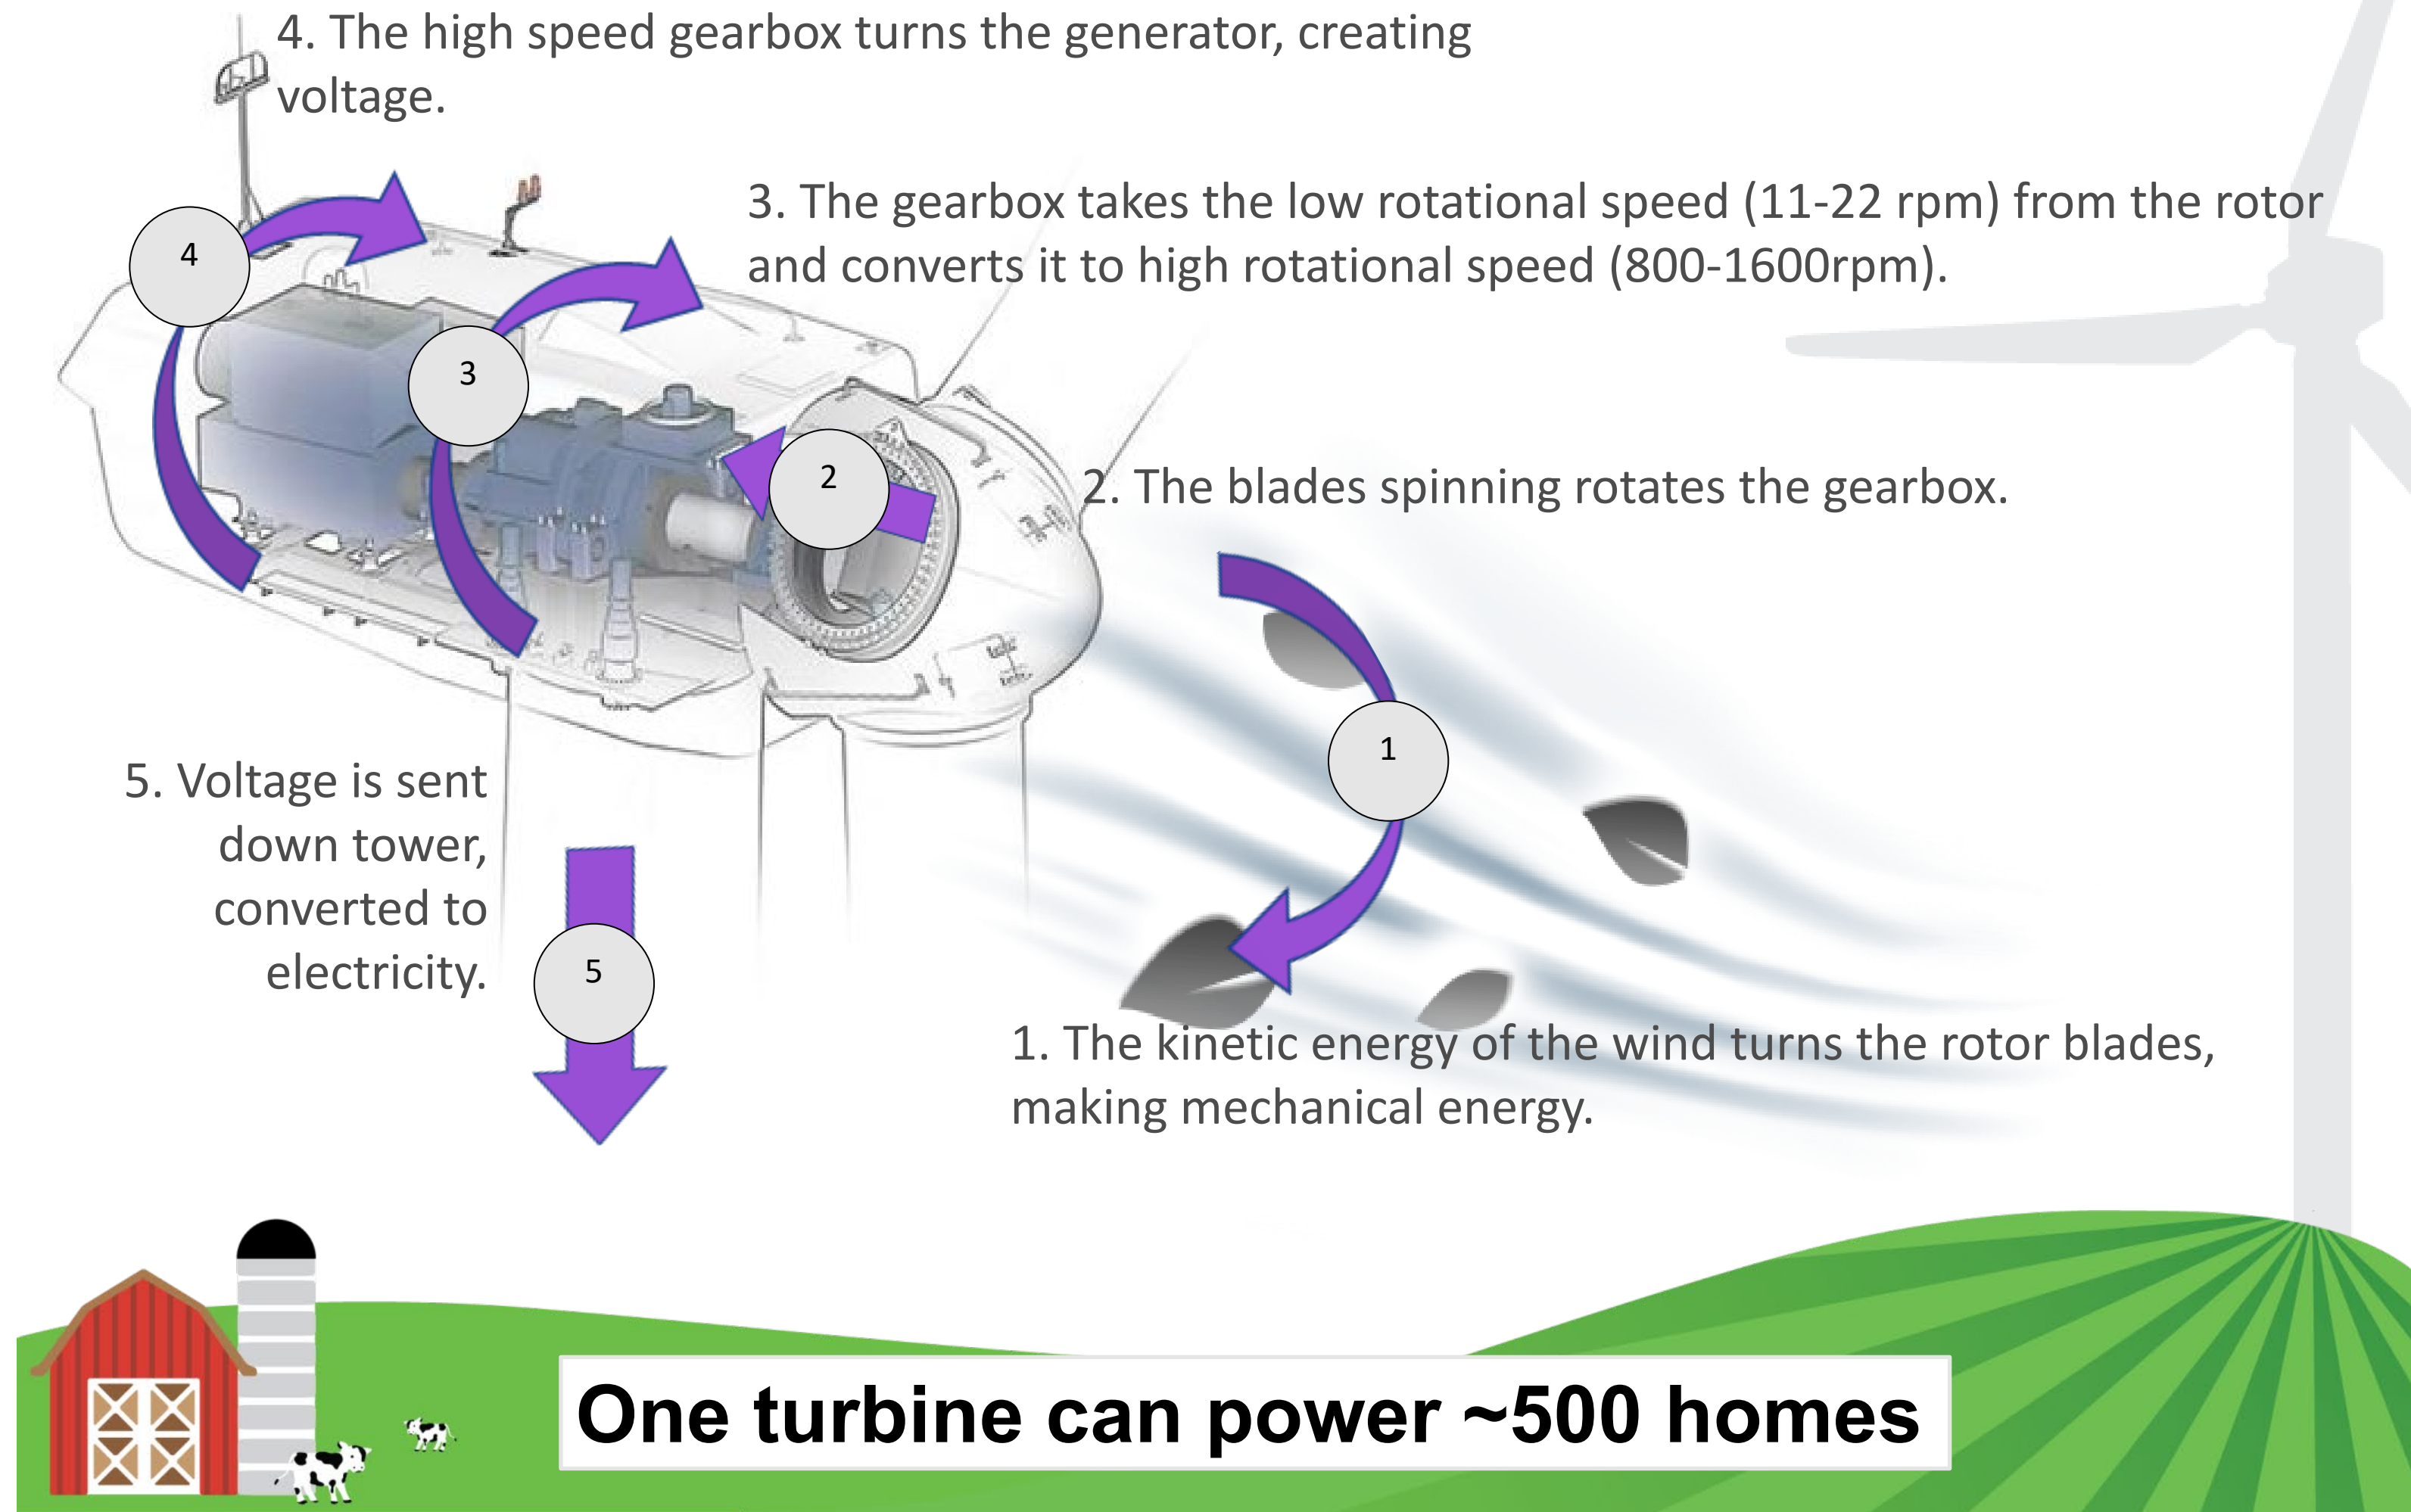 4. The high speed gearbox turns the generator, creating
voltage.
3. The gearbox takes the low rotational speed (11-22 rpm) from the rotor
and converts it to high rotational speed (800-1600rpm).
4
3
2
2. The blades spinning rotates the gearbox.
1
5. Voltage is sent
down tower,
converted to
electricity.
5
1. The kinetic energy of the wind turns the rotor blades,
making mechanical energy.
One turbine can power ~500 homes